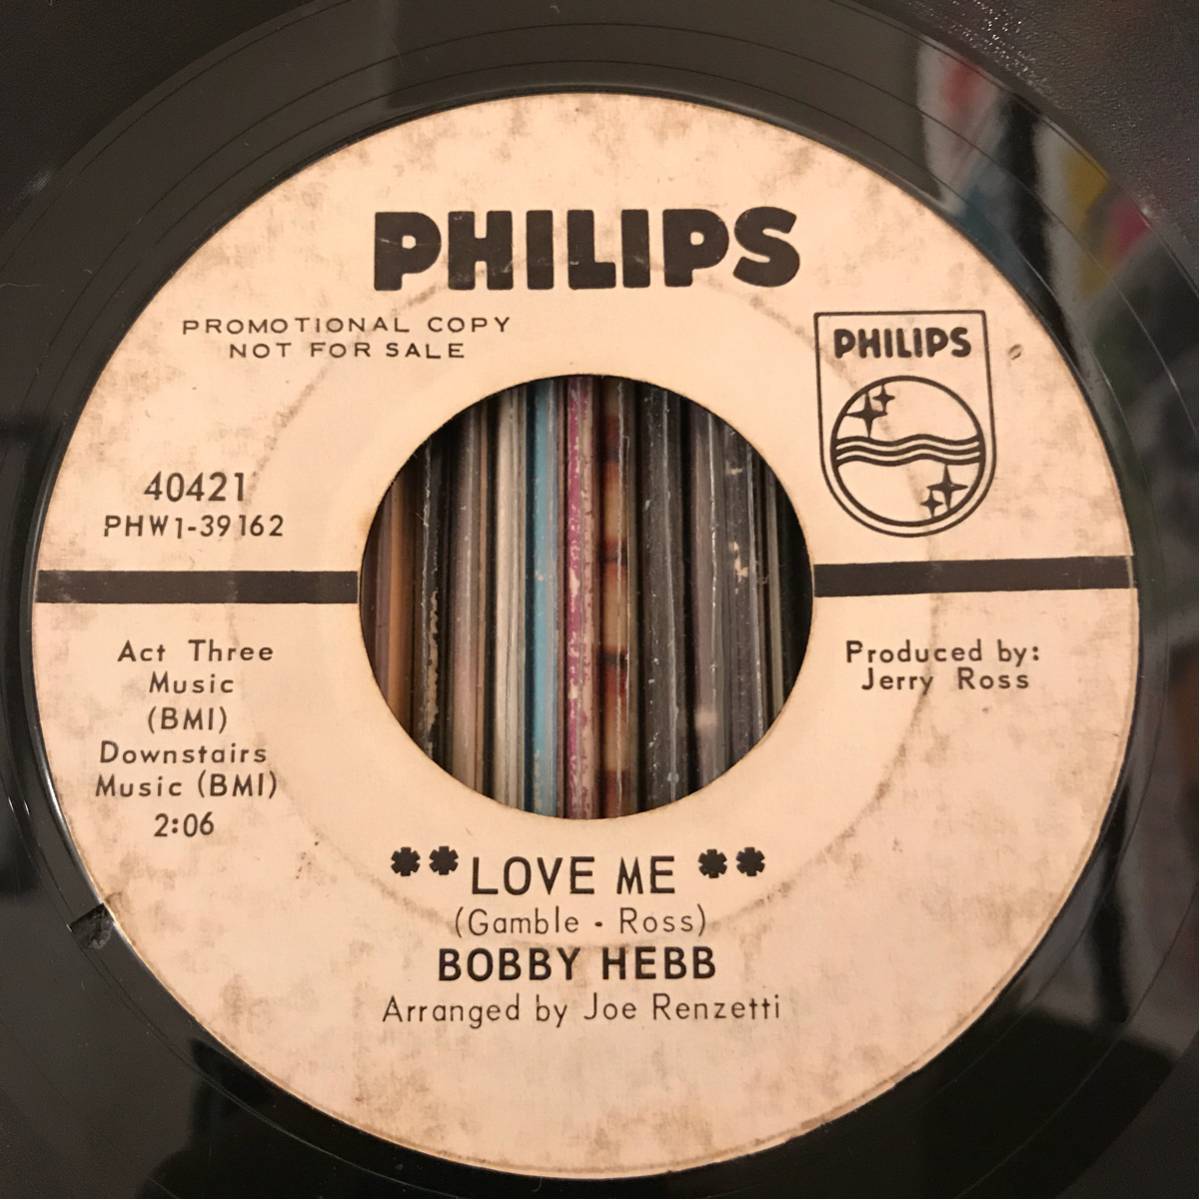 PHILIPS
PROMOTIONAL COPY
NOT FOR SALE
PHILIPS
40421
PHW1-39162
Act Three
Music
(BMI)
Downstairs
Music (BMI)
2:06
Produced by:
Jerry Ross
** LOVE ME **
(Gamble - Ross)
BOBBY HEBB
Arranged by Joe Renzetti